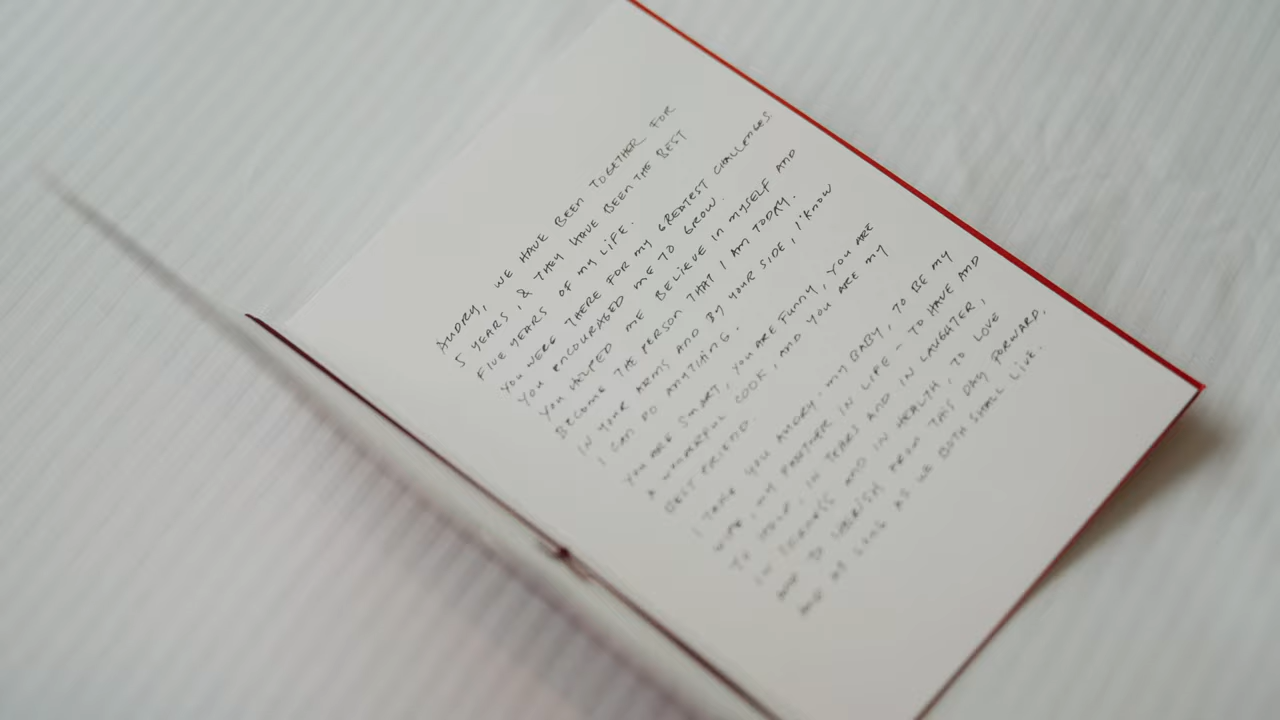 AUDRY, WE HAVE BEEN TOGETHER FOR
5 YEARS, & THEY HAVE BEEN THE BEST
FIVE YEARS OF MY LIFE.
YOU WERE THERE FOR MY GREATEST CHALLENGES.
YOU ENCOURAGED ME TO GROW.
YOU HELPED ME BELIEVE IN MYSELF AND
BECOME THE PERSON THAT I AM TODAY.
IN YOUR ARMS AND BY YOUR SIDE, I KNOW
I CAN DO ANYTHING.
YOU ARE SMART, YOU ARE FUNNY, YOU ARE
A WONDERFUL COOK, AND YOU ARE MY
BEST FRIEND
I TAKE YOU AUDRY - MY BABY, TO BE MY
WIFE, MY PARTNER IN LIFE - TO HAVE AND
TO HOLD, IN TEARS AND IN LAUGHTER,
IN SICKNESS AND IN HEALTH, TO LOVE
AND TO CHERISH FROM THIS DAY FORWARD,
AND AS LONG AS WE BOTH SHALL LIVE.